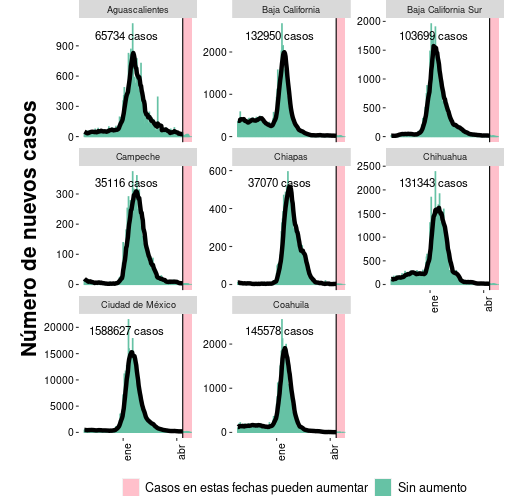 Número de nuevos casos
Aguascalientes
65734 casos
900
600
300
0
Baja California
132950 casos
2000
1000
0
Baja California Sur
103699 casos
2000
1500
1000
500
0
Campeche
35116 casos
300
200
100
0
Chiapas
37070 casos
600
400
200
0
Chihuahua
131343 casos
2500
2000
1500
1000
500
0
ene
abr
Ciudad de México
1588627 casos
20000
15000
10000
5000
0
ene
abr
Coahuila
145578 casos
2000
1000
0
ene
abr
Casos en estas fechas pueden aumentar
Sin aumento